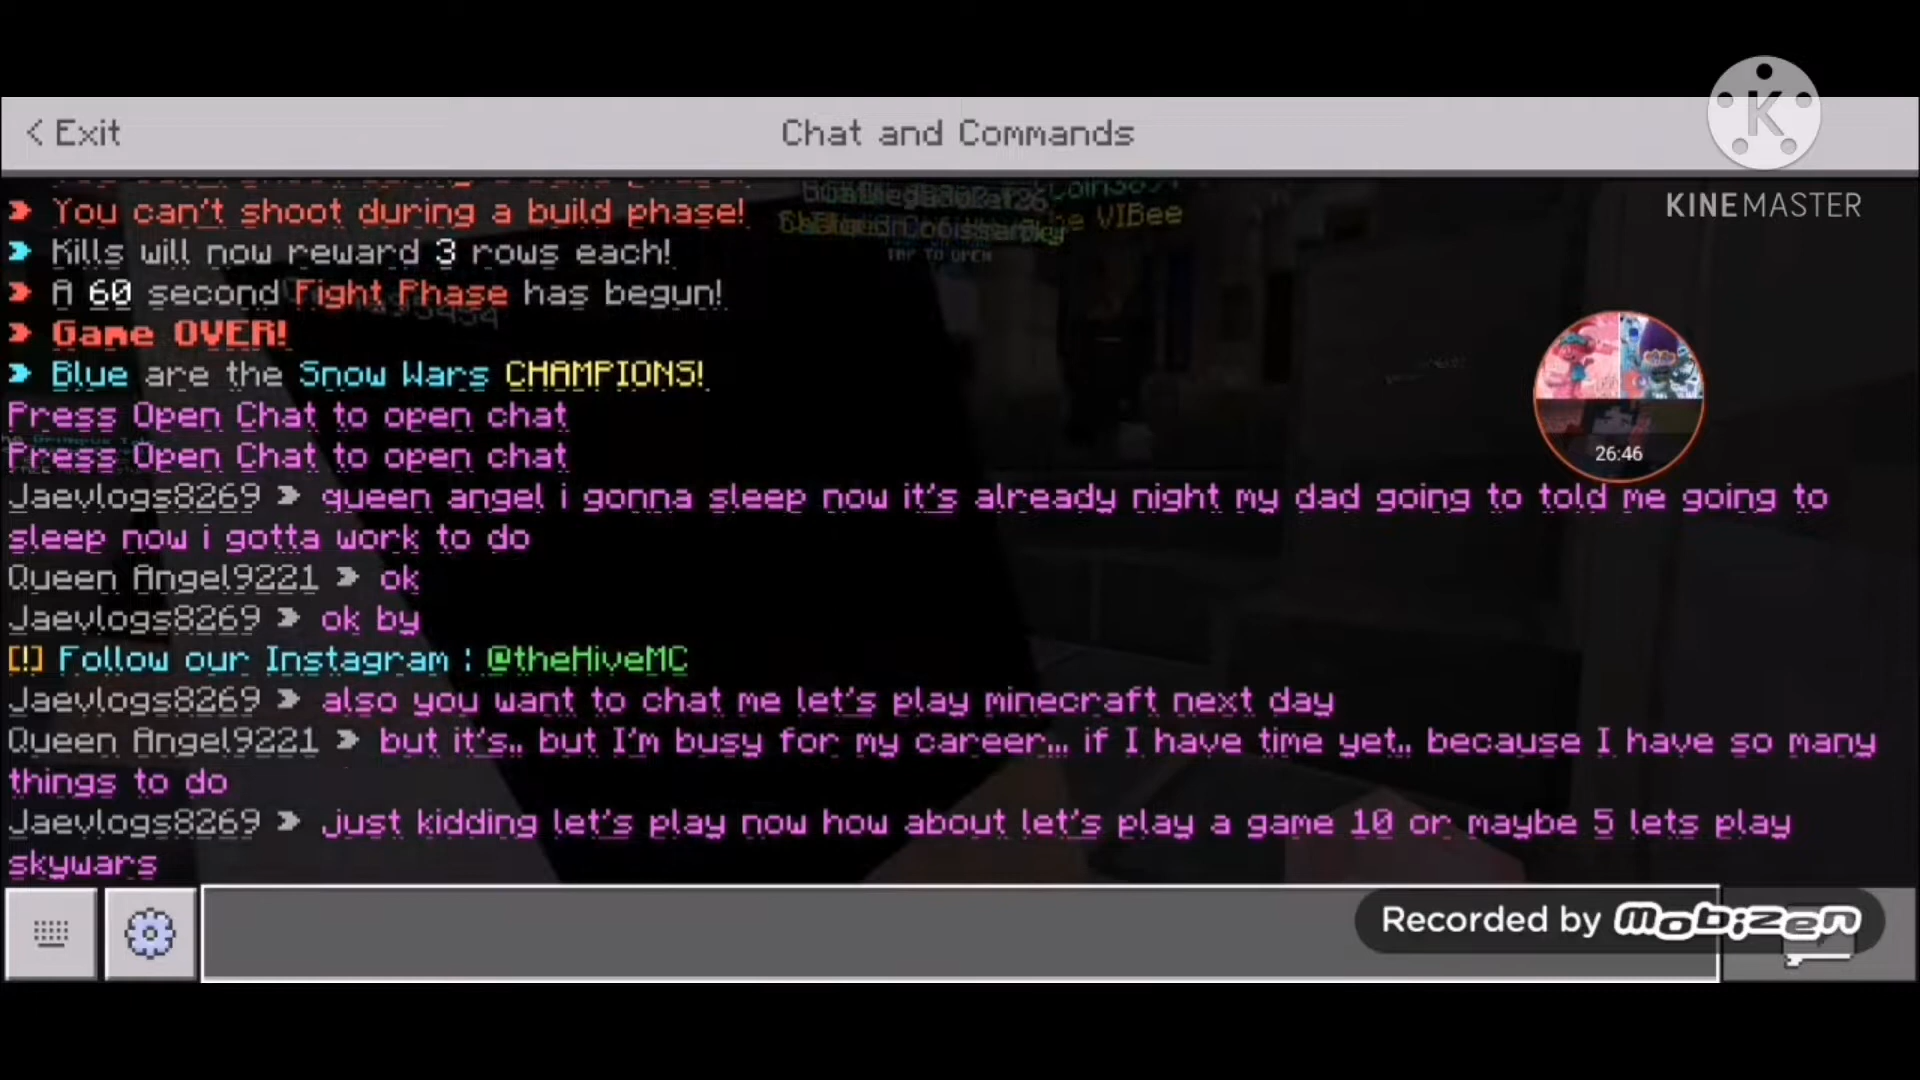 < Exit
Chat and Commands
KINEMASTER
You can't shoot during a build phase!
Kills will now reward 3 rows each!
TAP TO OPEN
A 60 second Fight Phase has begun!
Game OVER!
Blue are the Snow Wars CHAMPIONS!
Press Open Chat to open chat
Press Open Chat to open chat
26:46
Jaevlogs8269 > queen angel i gonna sleep now it's already night my dad going to told me going to
sleep now i gotta work to do
Queen Angel9221 > ok
Jaevlogs8269 > ok by
[!] Follow our Instagram : @theHiveMC
Jaevlogs8269 > also you want to chat me let's play minecraft next day
Queen Angel9221 > but it's.. but I'm busy for my career... if I have time yet.. because I have so many
things to do
Jaevlogs8269 > just kidding let's play now how about let's play a game 10 or maybe 5 lets play
skywars
Recorded by mobizen